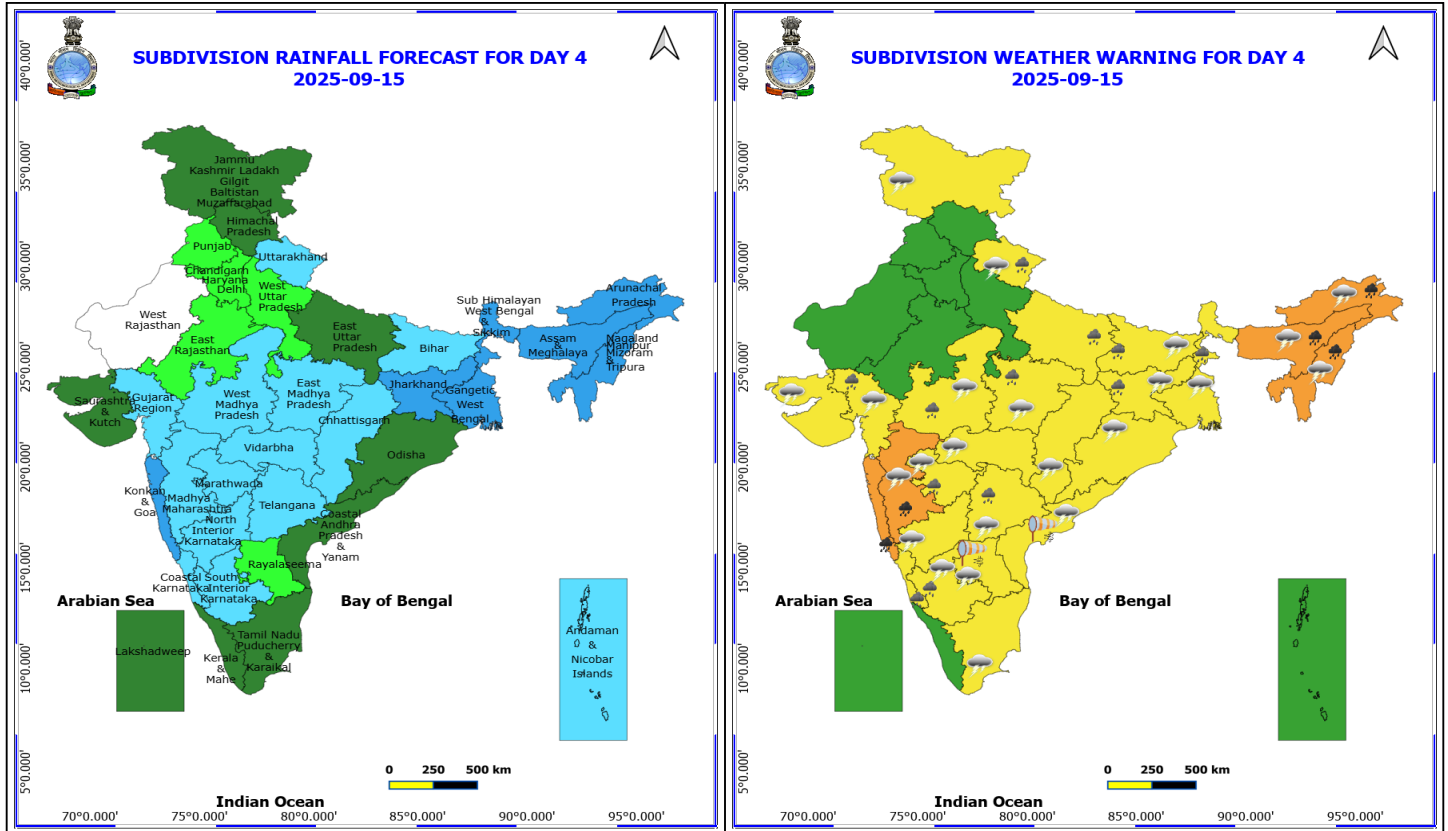 SUBDIVISION RAINFALL FORECAST FOR DAY 4
2025-09-15
40°0.000'
35°0.000'
30°0.000'
25°0.000'
20°0.000'
15°0.000'
10°0.000'
5°0.000'
Jammu
Kashmir Ladakh
Gilgit
Baltistan
Muzaffarabad
Himachal
Pradesh
Punjab
Uttarakhand
Chandigarh
Haryana
Delhi
West
Uttar
Pradesh
West
Rajasthan
East
Rajasthan
East
Uttar
Pradesh
Sub Himalayan
West Bengal
&
Sikkim
Arunachal
Pradesh
Assam
&
Meghalaya
Nagaland
Manipur
Mizoram
&
Tripura
Bihar
Jharkhand
Gangetic
West
Bengal
Saurashtra
&
Kutch
Gujarat
Region
West
Madhya
Pradesh
East
Madhya
Pradesh
Chhattisgarh
Vidarbha
Odisha
Konkan
&
Goa
Marathwada
Madhya
Maharashtra
Telangana
North
Interior
Karnataka
Coastal
Andhra
Pradesh
&
Yanam
Rayalaseema
Coastal
Karnataka
South
Interior
Karnataka
Arabian Sea
Bay of Bengal
Lakshadweep
Tamil Nadu
Puducherry
&
Karaikal
Kerala
&
Mahe
Andaman
&
Nicobar
Islands
0 250 500 km
Indian Ocean
70°0.000' 75°0.000' 80°0.000' 85°0.000' 90°0.000' 95°0.000'
SUBDIVISION WEATHER WARNING FOR DAY 4
2025-09-15
40°0.000'
35°0.000'
30°0.000'
25°0.000'
20°0.000'
15°0.000'
10°0.000'
5°0.000'
Arabian Sea
Bay of Bengal
0 250 500 km
Indian Ocean
70°0.000' 75°0.000' 80°0.000' 85°0.000' 90°0.000' 95°0.000'